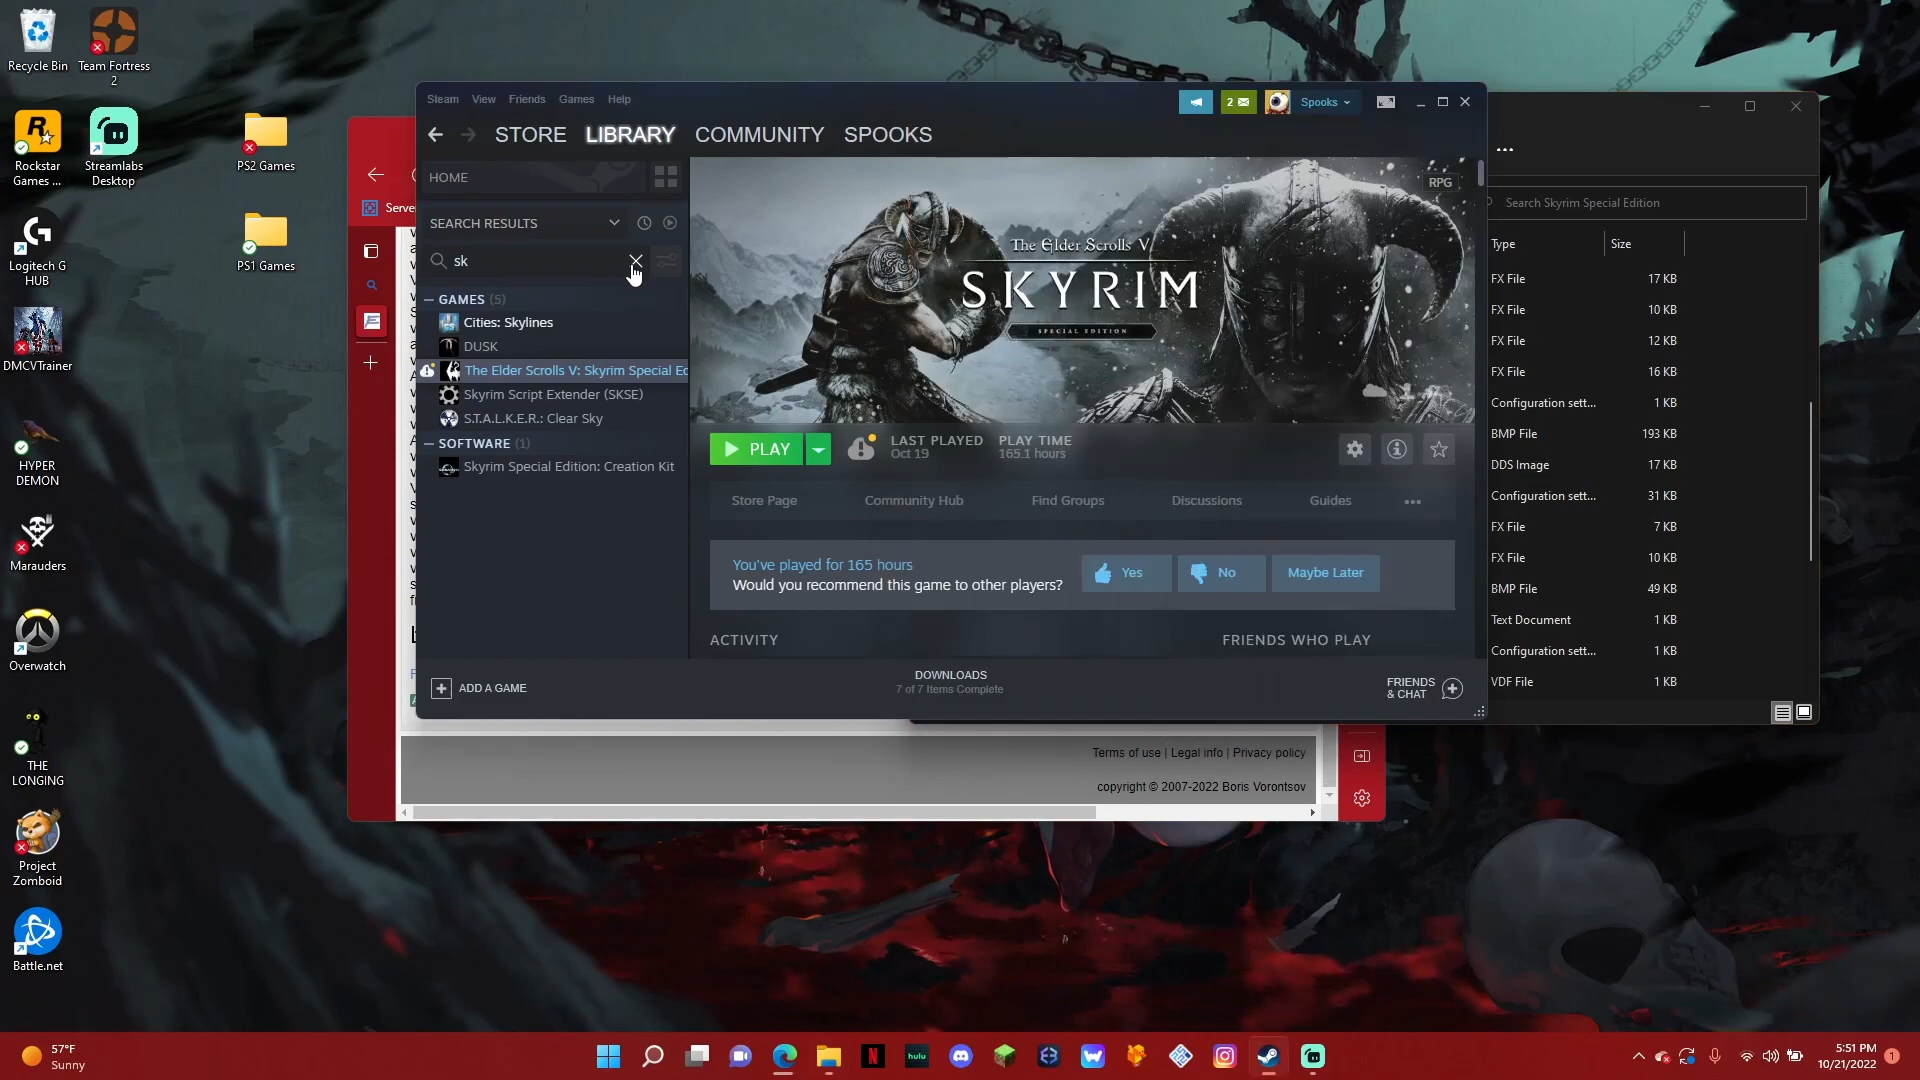 Recycle Bin
Team Fortress
2
Rockstar
Games ...
Streamlabs
Desktop
PS2 Games
Logitech G
HUB
PS1 Games
DMCVTrainer
HYPER
DEMON
Marauders
Overwatch
THE
LONGING
Project
Zomboid
Battle.net
Steam View Friends Games Help
2
Spooks
STORE LIBRARY COMMUNITY SPOOKS
HOME
SEARCH RESULTS
sk
GAMES (5)
Cities: Skylines
DUSK
The Elder Scrolls V: Skyrim Special Ed
Skyrim Script Extender (SKSE)
S.T.A.L.K.E.R.: Clear Sky
SOFTWARE (1)
Skyrim Special Edition: Creation Kit
RPG
The Elder Scrolls V
SKYRIM
SPECIAL EDITION
PLAY
LAST PLAYED
Oct 19
PLAY TIME
165.1 hours
Store Page Community Hub Find Groups Discussions Guides ...
You've played for 165 hours
Would you recommend this game to other players?
Yes No Maybe Later
ACTIVITY FRIENDS WHO PLAY
ADD A GAME
DOWNLOADS
7 of 7 Items Complete
FRIENDS
& CHAT
Serve
...
Search Skyrim Special Edition
Type Size
FX File 17 KB
FX File 10 KB
FX File 12 KB
FX File 16 KB
Configuration sett... 1 KB
BMP File 193 KB
DDS Image 17 KB
Configuration sett... 31 KB
FX File 7 KB
FX File 10 KB
BMP File 49 KB
Text Document 1 KB
Configuration sett... 1 KB
VDF File 1 KB
Terms of use | Legal info | Privacy policy
copyright © 2007-2022 Boris Vorontsov
57°F
Sunny
hulu
5:51 PM
10/21/2022
1